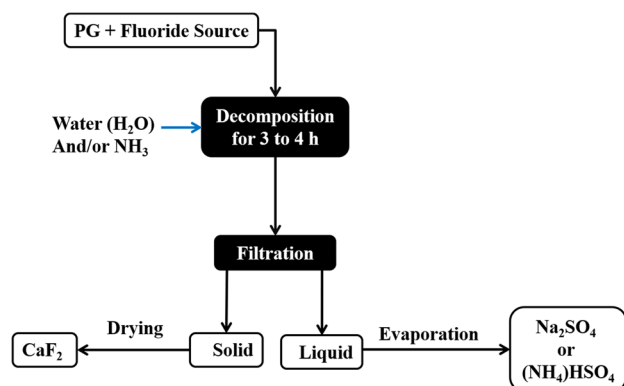 PG + Fluoride Source
Decomposition
for 3 to 4 h
Water (H₂O)
And/or NH₃
Filtration
Drying
Evaporation
CaF₂
Solid
Liquid
Na₂SO₄
or
(NH₄)HSO₄